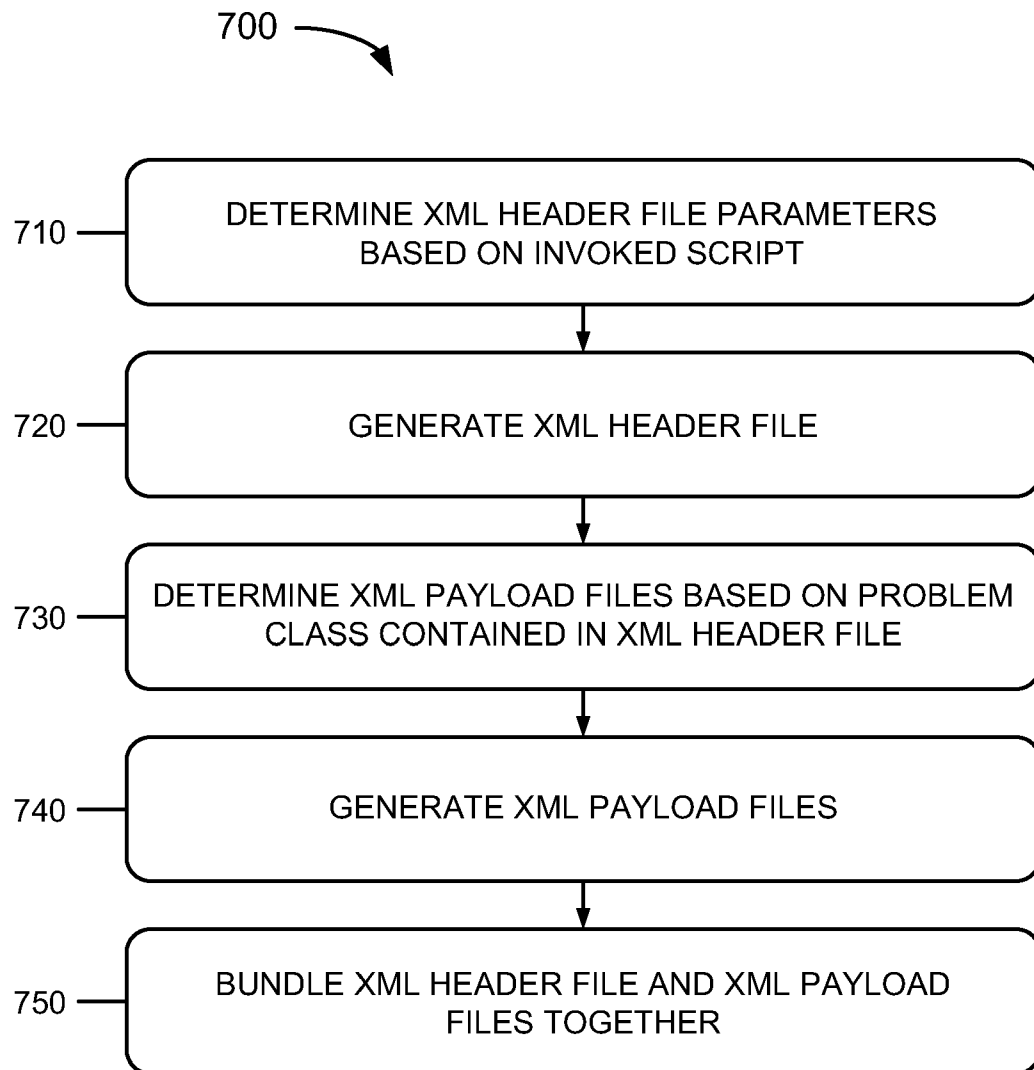 700
710
DETERMINE XML HEADER FILE PARAMETERS
BASED ON INVOKED SCRIPT
720
GENERATE XML HEADER FILE
730
DETERMINE XML PAYLOAD FILES BASED ON PROBLEM
CLASS CONTAINED IN XML HEADER FILE
740
GENERATE XML PAYLOAD FILES
750
BUNDLE XML HEADER FILE AND XML PAYLOAD
FILES TOGETHER